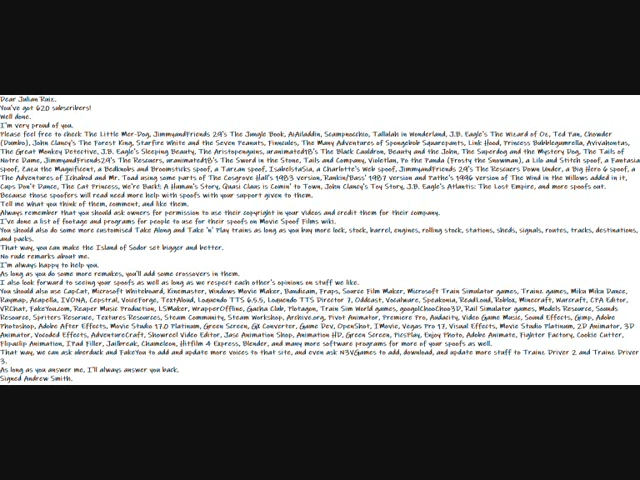 Dear Julian Ruiz.
You've got 620 subscribers!
Well done.
I'm very proud of you.
Please feel free to check The Little Mer-Dog, JimmyandFriends 29's The Jungle Book, AiAiladdin, Scampnocchio, Tallulah in Wonderland, J.B. Eagle's The Wizard of Oz, Ted Pan, Chowder
(Dumbo), John Clancy's The Forest King, Starfire White and the Seven Peanuts, Finnucules, The Many Adventures of Spongebob Squarepants, Link Hood, Princess Bubblegumrella, Avivahontas,
The Great Monkey Detective, J.B. Eagle's Sleeping Beauty, The Aristopenguins, uranimated18's The Black Cauldron, Beauty and the John, The Superdog and the Mystery Dog, The Tails of
Notre Dame, JimmyandFriends29's The Rescuers, uranimated18's The Sword in the Stone, Tails and Company, Violetlan, Po the Panda (Frosty the Snowman), a Lilo and Stitch spoof, a Fantasia
spoof, Luca the Magnificent, a Bedknobs and Broomsticks spoof, a Tarzan spoof, IsabelstaSia, a Charlotte's Web spoof, JimmyandFriends 29's The Rescuers Down Under, a Big Hero 6 spoof, a
The Adventures of Ichabod and Mr. Toad using some parts of The Cosgrove Hall's 1983 version, Rankin/Bass' 1987 version and Pathe's 1996 version of The Wind in the Willows added in it,
Cups Don't Dance, The Cat Princess, We're Back! A Human's Story, Quasi Claus is Comin' to Town, John Clancy's Toy Story, J.B. Eagle's Atlantis: The Lost Empire, and more spoofs out.
Because those spoofers will read need more help with spoofs with your support given to them.
Tell me what you think of them, comment, and like them.
Always remember that you should ask owners for permission to use their copyright in your videos and credit them for their company.
I've done a list of footage and programs for people to use for their spoofs on Movie Spoof Films wiki.
You should also do some more customised Take Along and Take 'n' Play trains as long as you buy more lock, stock, barrel, engines, rolling stock, stations, sheds, signals, routes, tracks, destinations,
and packs.
That way, you can make the Island of Sodor set bigger and better.
No rude remarks about me.
I'm always happy to help you.
As long as you do some more remakes, you'll add some crossovers in them.
I also look forward to seeing your spoofs as well as long as we respect each other's opinions on stuff we like.
You should also use CapCut, Microsoft Whiteboard, Kinemaster, Windows Movie Maker, Bandicam, Fraps, Source Film Maker, Microsoft Train Simulator games, Trainz games, Miku Miku Dance,
Raymap, Acapella, IVONA, Cepstral, VoiceForge, TextAloud, Loquendo TTS 6.5.5, Loquendo TTS Director 7, Oddcast, Vocalware, Speakonia, ReadLoud, Roblox, Minecraft, Warcraft, CPA Editor,
VRChat, FakeYou.com, Reaper Music Production, LSMaker, WrapperOffline, Gacha Club, Plotagon, Train Sim World games, googolChooChoo3D, Rail Simulator games, Models Resource, Sounds
Resource, Spriters Resoruce, Textures Resources, Steam Community, Steam Workshop, Archive.org, Pivot Animator, Premiere Pro, Audacity, Video Game Music, Sound Effects, Gimp, Adobe
Photoshop, Adobe After Effects, Movie Studio 17.0 Platinum, Green Screen, GX Converter, Game Dev, OpenShot, IMovie, Vegas Pro 17, Visual Effects, Movie Studio Platinum, 2D Animator, 3D
Animator, Vocoded Effects, AdventureCraft, Showreel Video Editor, Jase Animation Shop, Animation HD, Green Screen, PicsPlay, Enjoy Photo, Adobe Animate, Fighter Factory, Cookie Cutter,
Flipaclip Animation, IPad Filler, Jailbreak, Chameleon, Hitfilm 4 Express, Blender, and many more software programs for more of your spoofs as well.
That way, we can ask uberduck and FakeYou to add and update more voices to that site, and even ask N3VGames to add, download, and update more stuff to Trainz Driver 2 and Trainz Driver
3.
As long as you answer me, I'll always answer you back.
Signed Andrew Smith.